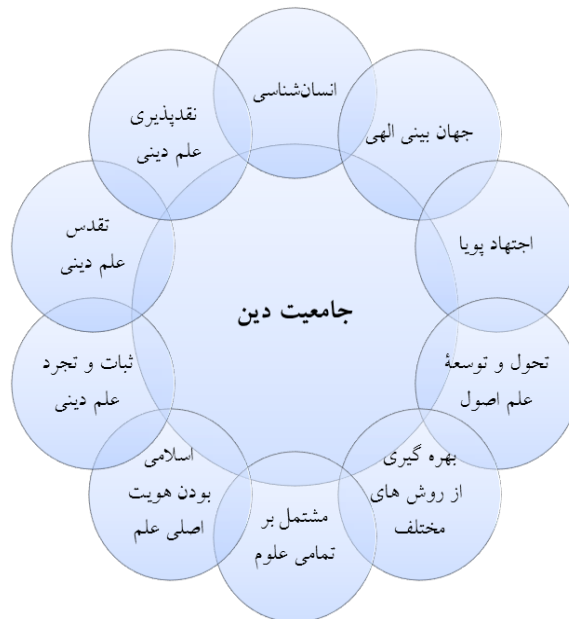 انسان‌شناسی
جهان بینی الهی
اجتهاد پویا
تحول و توسعهٔ
علم اصول
بهره گیری
از روش های
مختلف
مشتمل بر
تمامی علوم
اسلامی
بودن هویت
اصلی علم
ثبات و تجرد
علم دینی
تقدس
علم دینی
نقدپذیری
علم دینی
جامعیت دین